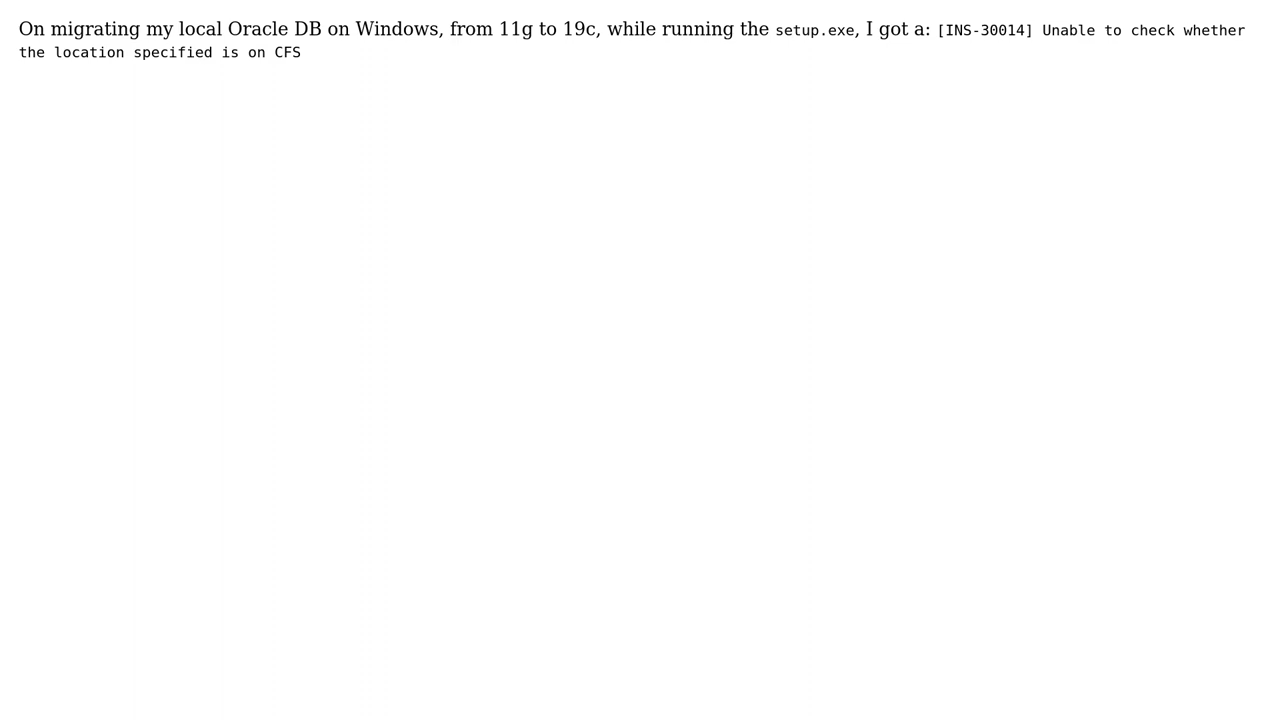 On migrating my local Oracle DB on Windows, from 11g to 19c, while running the setup.exe, I got a: [INS-30014] Unable to check whether
the location specified is on CFS